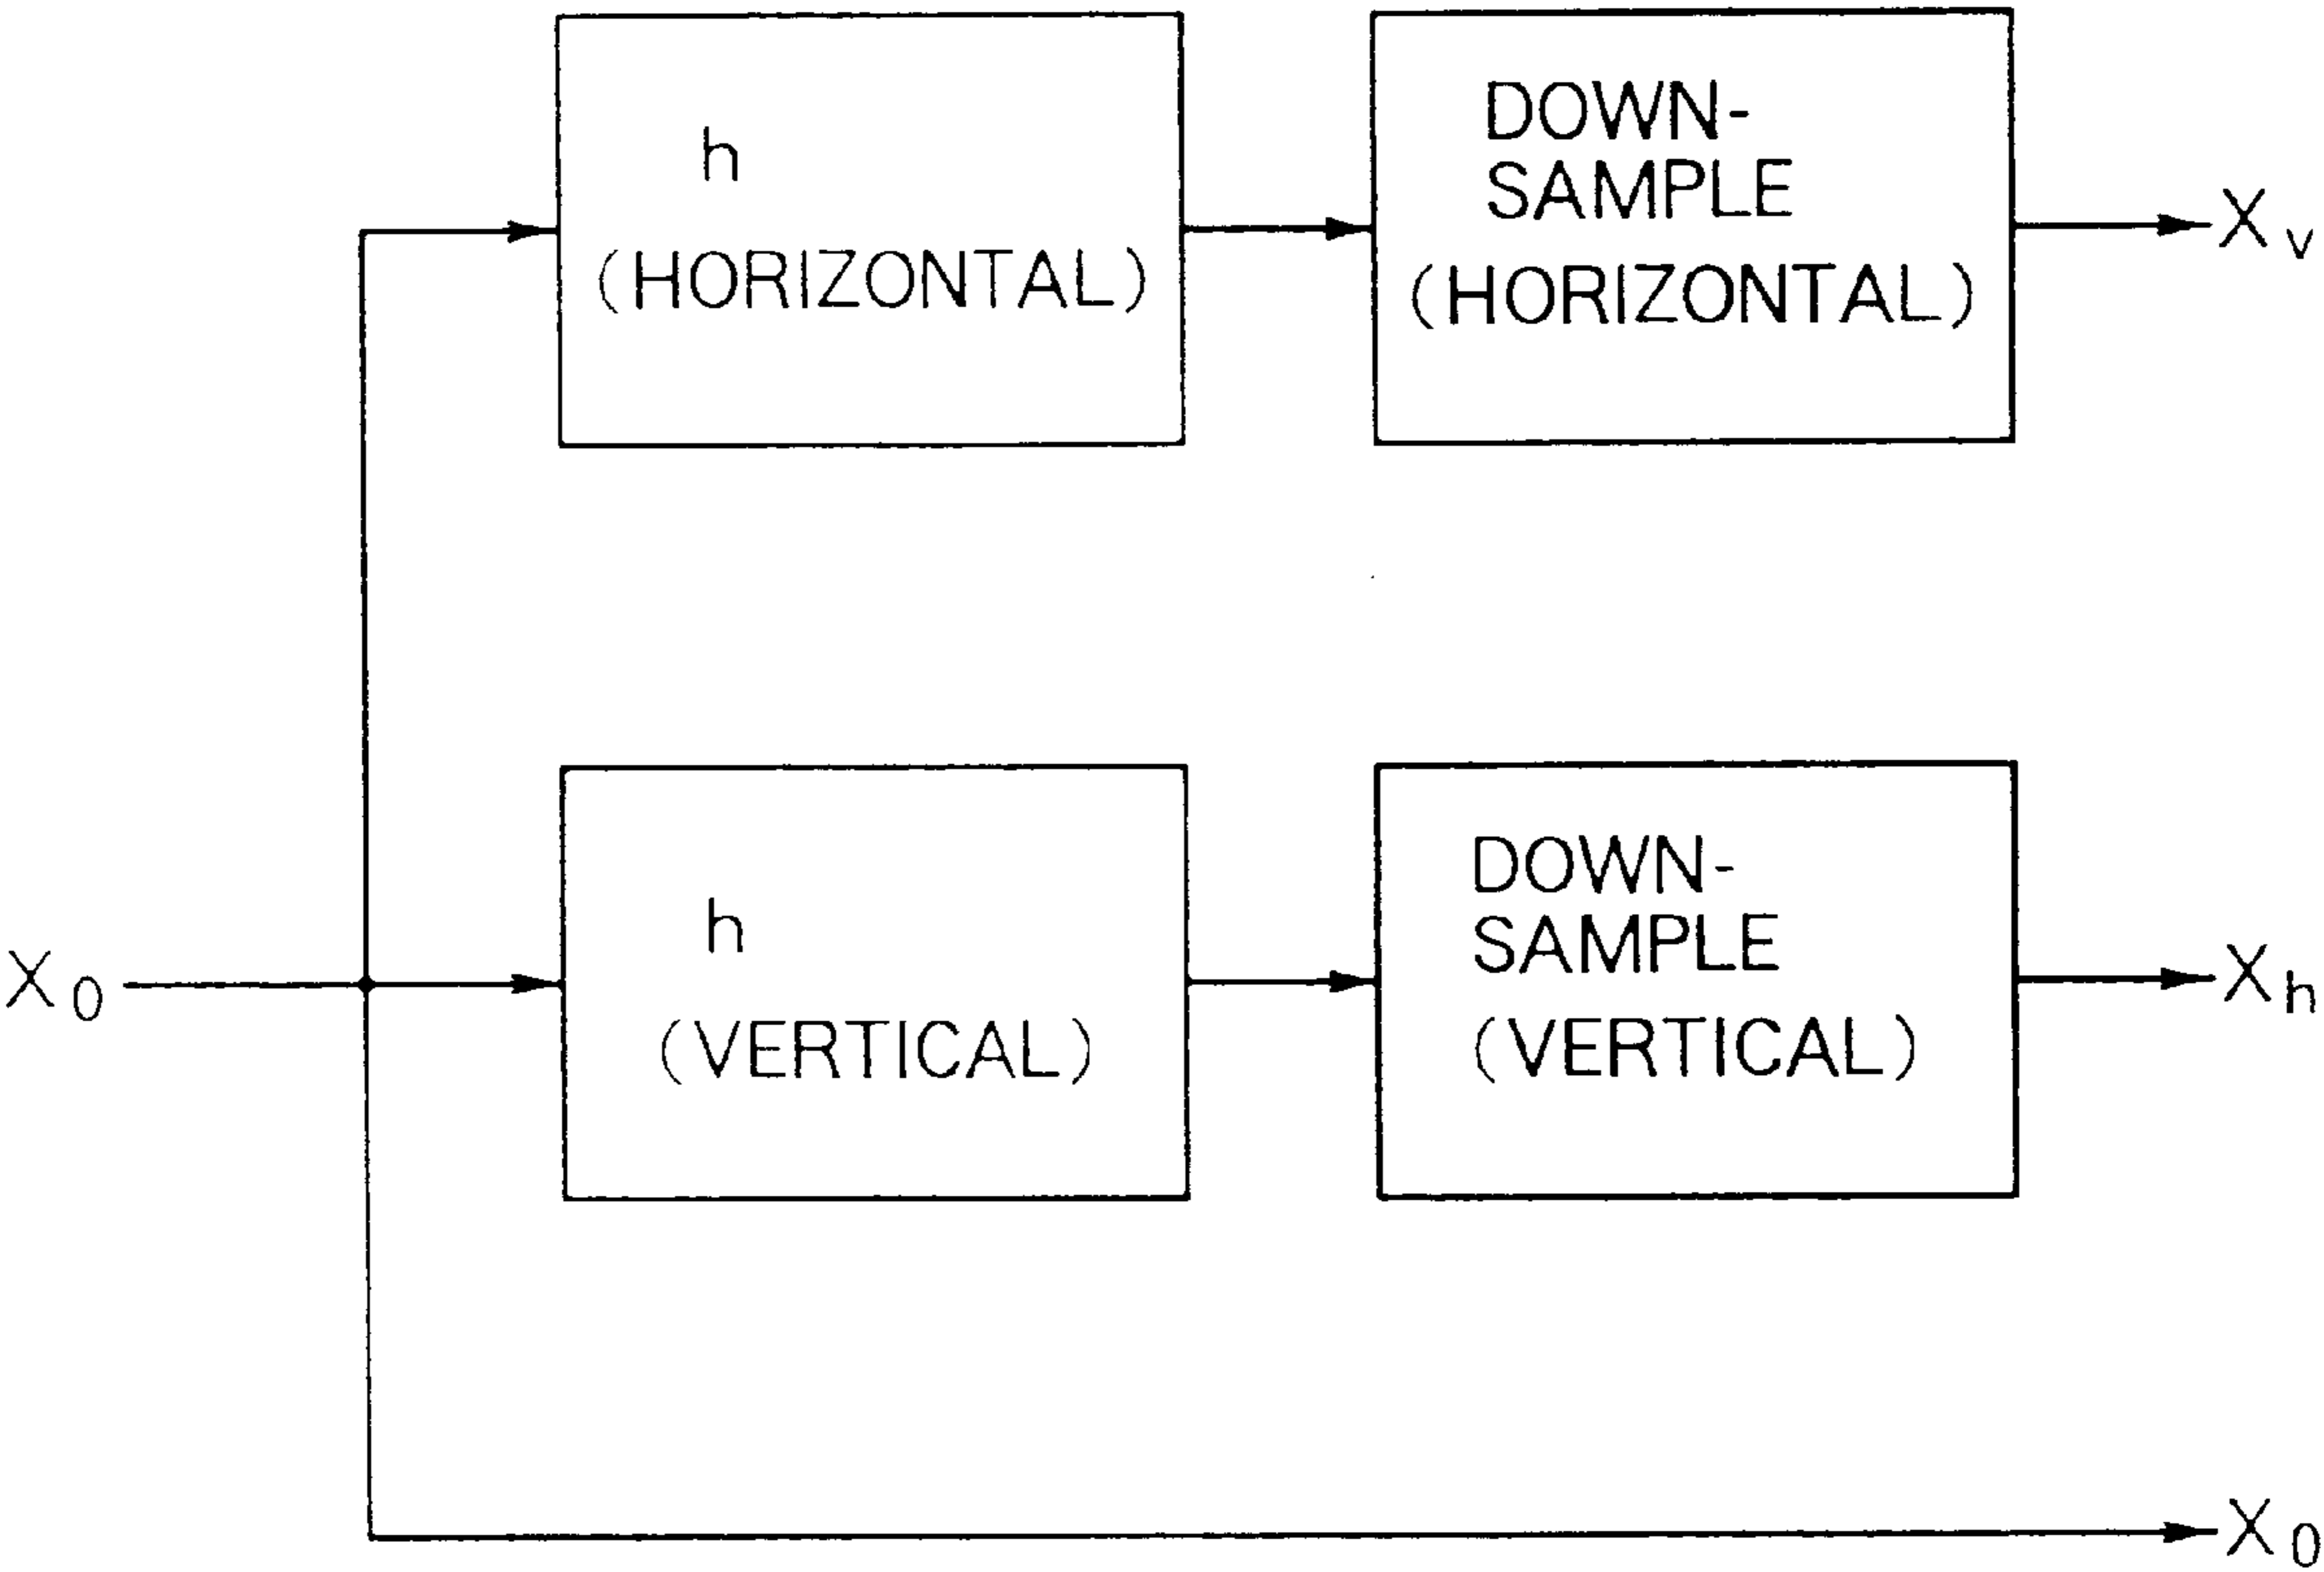 h
(HORIZONTAL)
DOWN-
SAMPLE
(HORIZONTAL)
Xv
X0
h
(VERTICAL)
DOWN-
SAMPLE
(VERTICAL)
Xh
X0